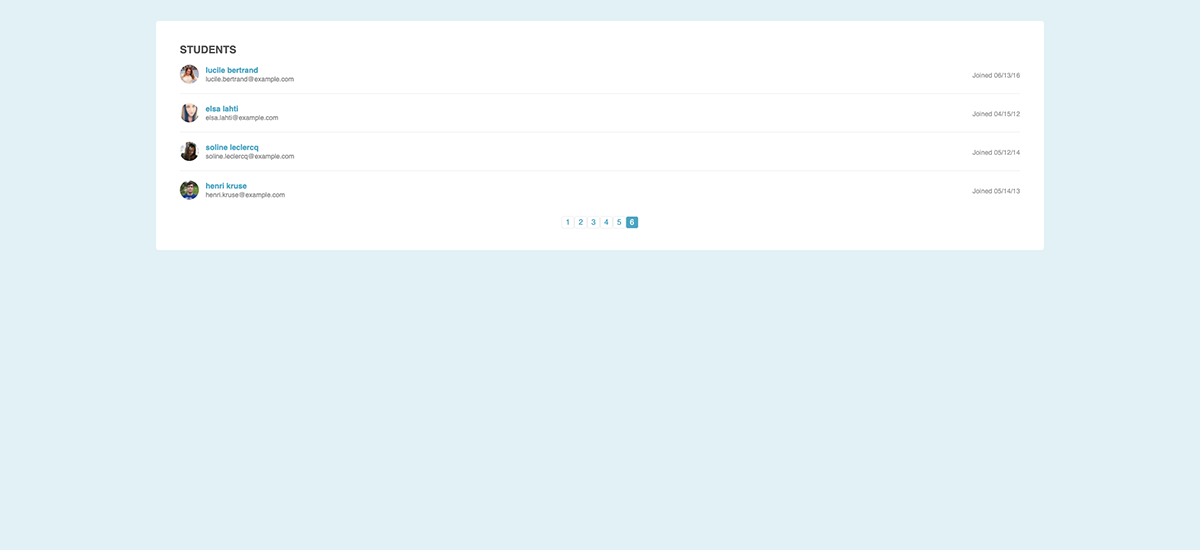 STUDENTS
lucile bertrand
lucile.bertrand@example.com
Joined 06/13/16
elsa lahti
elsa.lahti@example.com
Joined 04/15/12
soline leclercq
soline.leclercq@example.com
Joined 05/12/14
henri kruse
henri.kruse@example.com
Joined 05/14/13
1 2 3 4 5 6